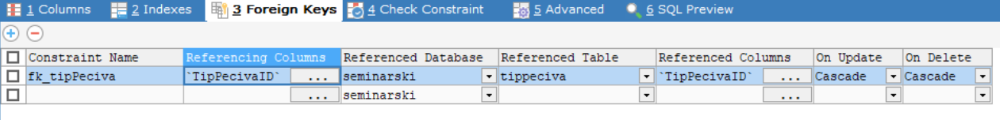 1 Columns 2 Indexes 3 Foreign Keys 4 Check Constraint 5 Advanced 6 SQL Preview
Constraint Name Referencing Columns Referenced Database Referenced Table Referenced Columns On Update On Delete
fk_tipPeciva `TipPecivaID` ... seminarski tippeciva `TipPecivaID` ... Cascade Cascade
... seminarski ...